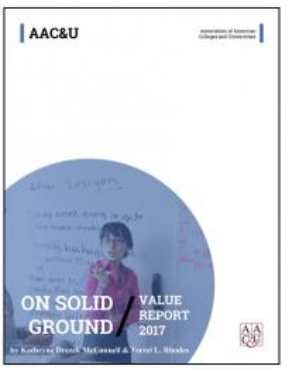 AAC&U
Association of American
Colleges and Universities
ON SOLID
GROUND
VALUE
REPORT
2017
by Kathryne Drezek McConnell & Terrel L. Rhodes
A A
C&U